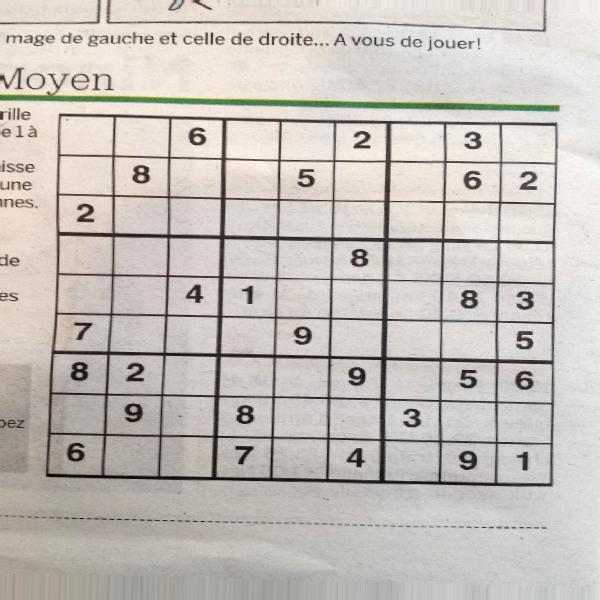 mage de gauche et celle de droite... A vous de jouer!
Moyen
rille
e 1 à
isse
une
nnes.
de
es
pez
6 2 3
8 5 6 2
2
8
4 1 8 3
7 9 5
8 2 9 5 6
9 8 3
6 7 4 9 1